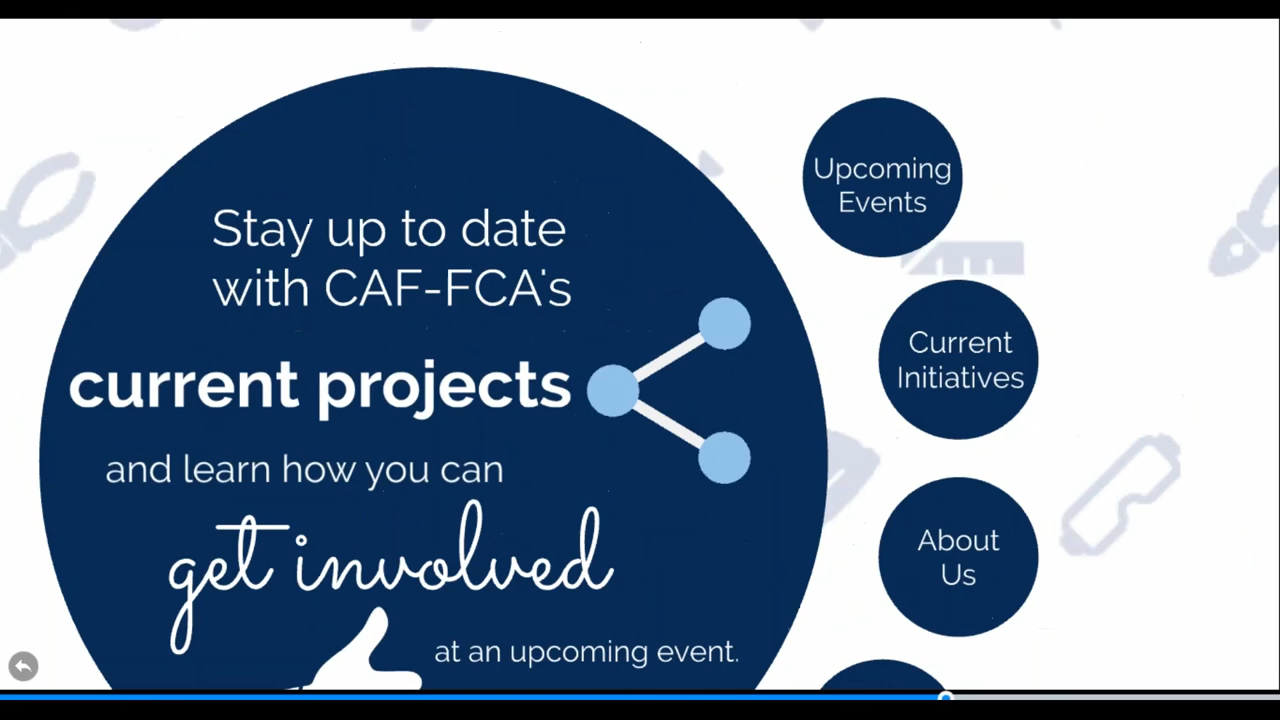 Stay up to date
with CAF-FCA's
current projects
and learn how you can
get involved
at an upcoming event.
Upcoming
Events
Current
Initiatives
About
Us